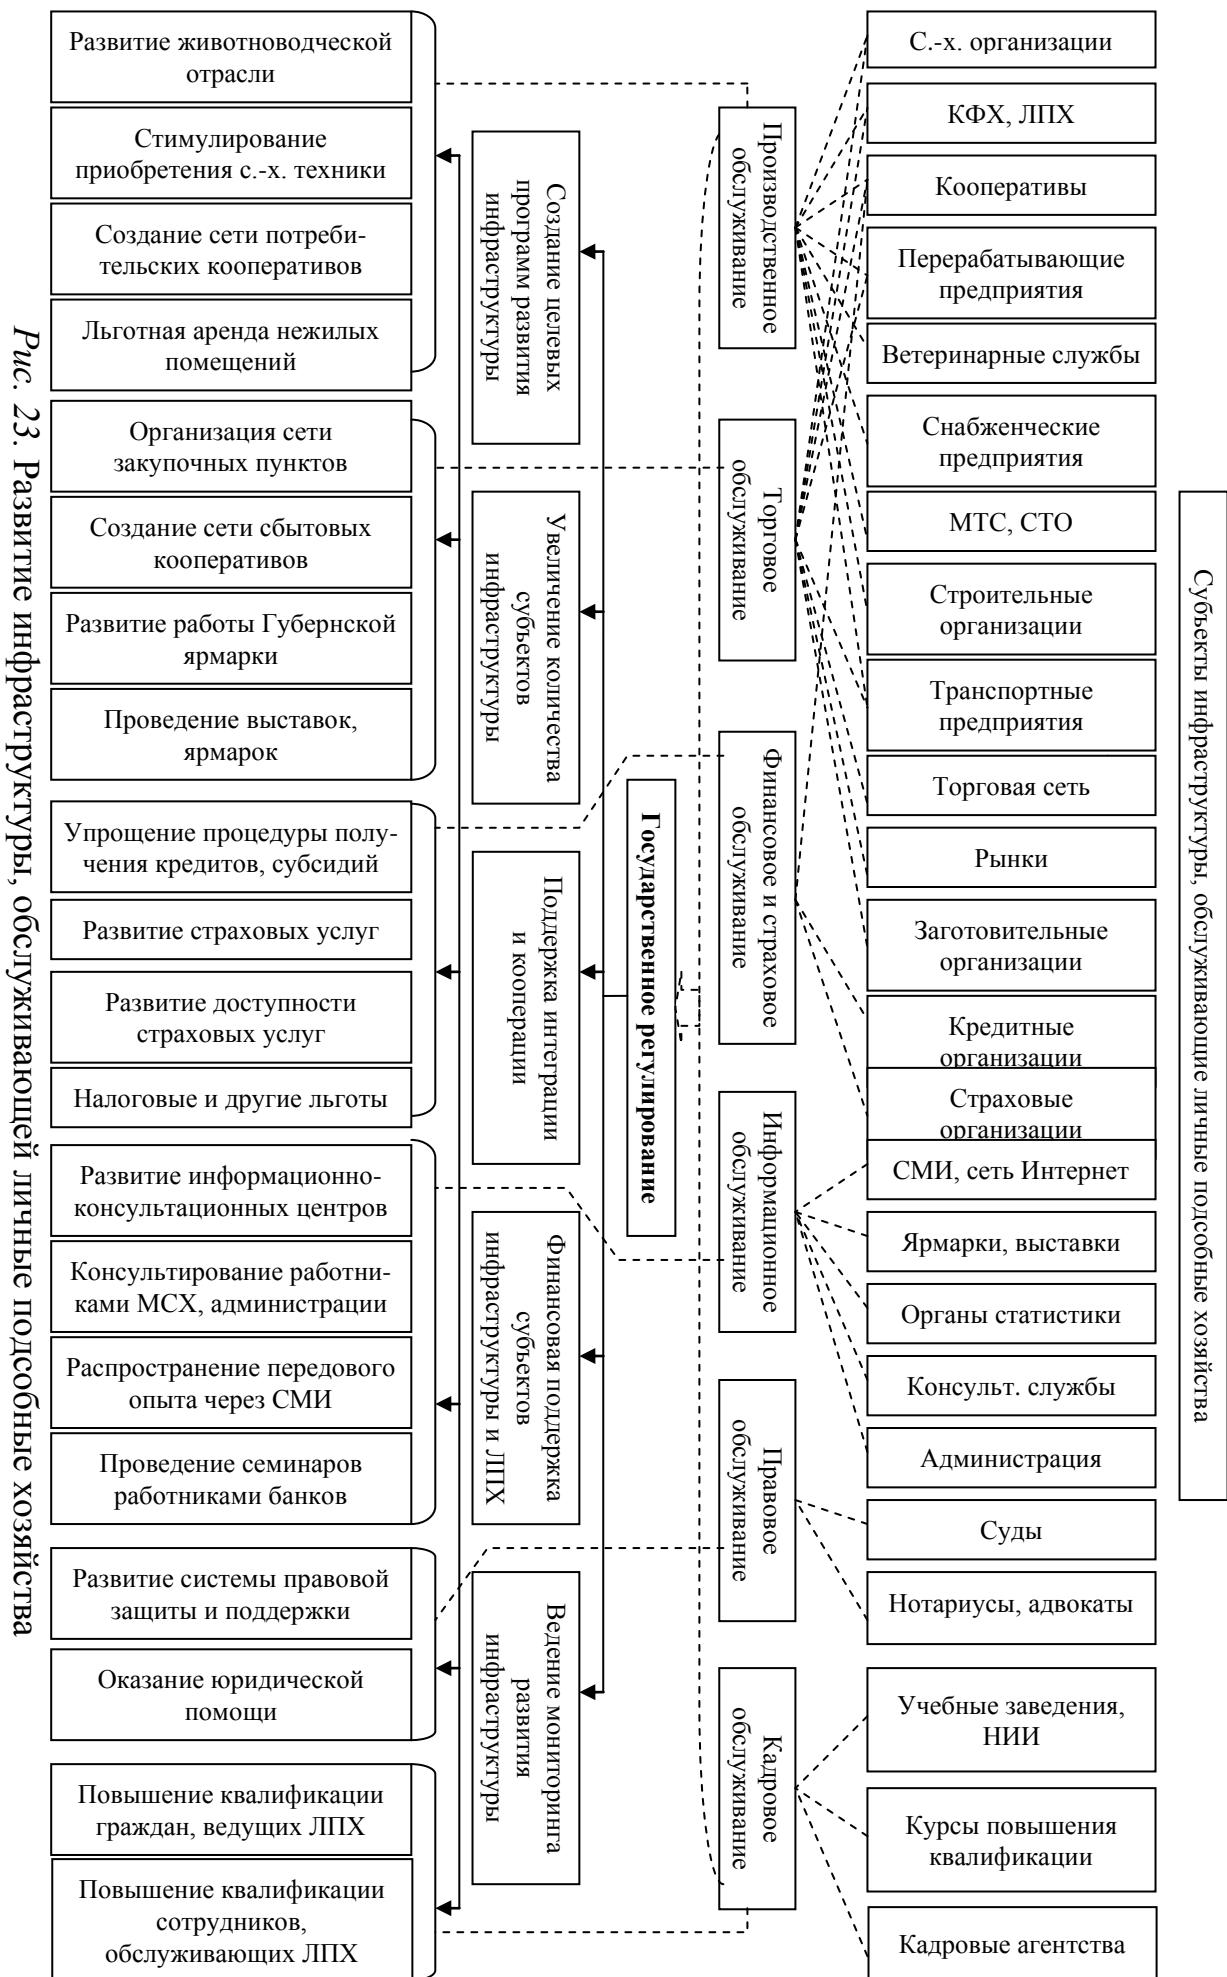 Субъекты инфраструктуры, обслуживающие личные подсобные хозяйства
С.-х. организации
КФХ, ЛПХ
Кооперативы
Перерабатывающие
предприятия
Ветеринарные службы
Снабженческие
предприятия
МТС, СТО
Строительные
организации
Транспортные
предприятия
Торговая сеть
Рынки
Заготовительные
организации
Кредитные
организации
Страховые
организации
СМИ, сеть Интернет
Ярмарки, выставки
Органы статистики
Консульт. службы
Администрация
Суды
Нотариусы, адвокаты
Учебные заведения,
НИИ
Курсы повышения
квалификации
Кадровые агентства
Производственное
обслуживание
Торговое
обслуживание
Финансовое и страховое
обслуживание
Информационное
обслуживание
Правовое
обслуживание
Кадровое
обслуживание
Государственное регулирование
Создание целевых
программ развития
инфраструктуры
Увеличение количества
субъектов
инфраструктуры
Поддержка интеграции
и кооперации
Финансовая поддержка
субъектов
инфраструктуры и ЛПХ
Ведение мониторинга
развития
инфраструктуры
Развитие животноводческой
отрасли
Стимулирование
приобретения с.-х. техники
Создание сети потреби-
тельских кооперативов
Льготная аренда нежилых
помещений
Организация сети
закупочных пунктов
Создание сети сбытовых
кооперативов
Развитие работы Губернской
ярмарки
Проведение выставок,
ярмарок
Упрощение процедуры полу-
чения кредитов, субсидий
Развитие страховых услуг
Развитие доступности
страховых услуг
Налоговые и другие льготы
Развитие информационно-
консультационных центров
Консультирование работни-
ками МСХ, администрации
Распространение передового
опыта через СМИ
Проведение семинаров
работниками банков
Развитие системы правовой
защиты и поддержки
Оказание юридической
помощи
Повышение квалификации
граждан, ведущих ЛПХ
Повышение квалификации
сотрудников,
обслуживающих ЛПХ
Рис. 23. Развитие инфраструктуры, обслуживающей личные подсобные хозяйства